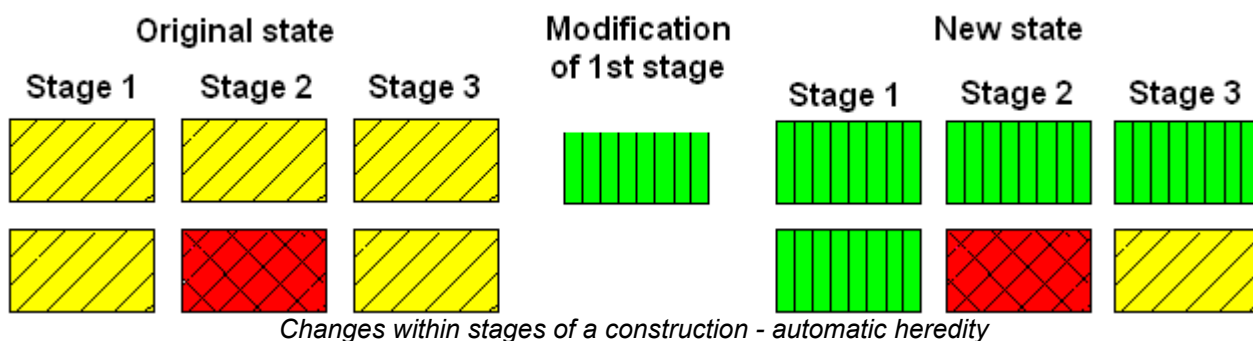 Original state
Modification
of 1st stage
New state
Stage 1 Stage 2 Stage 3
Stage 1 Stage 2 Stage 3
Changes within stages of a construction - automatic heredity